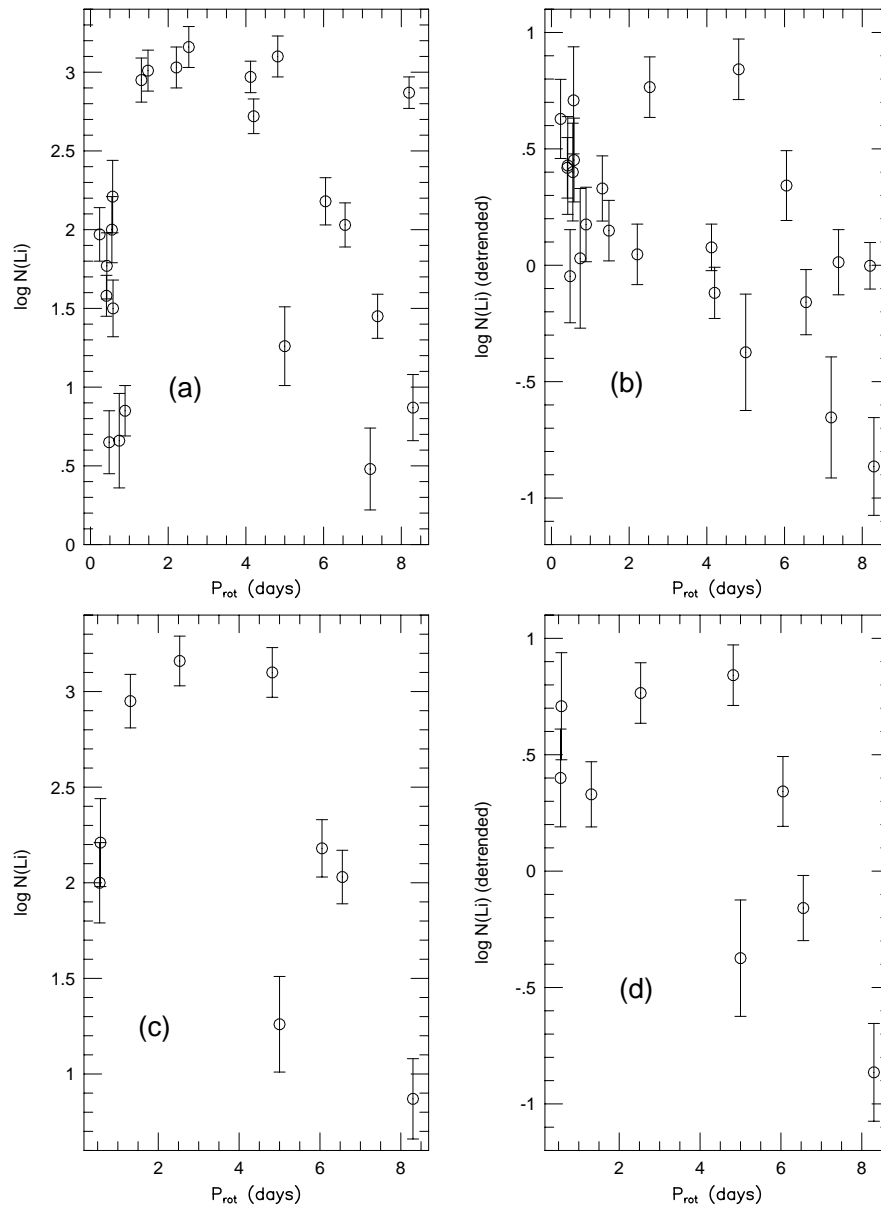 3
2.5
2
1.5
1
.5
0
log N(Li)
(a)
0 2 4 6 8
P_rot (days)
1
.5
0
-.5
-1
log N(Li) (detrended)
(b)
0 2 4 6 8
P_rot (days)
3
2.5
2
1.5
1
log N(Li)
(c)
2 4 6 8
P_rot (days)
1
.5
0
-.5
-1
log N(Li) (detrended)
(d)
2 4 6 8
P_rot (days)